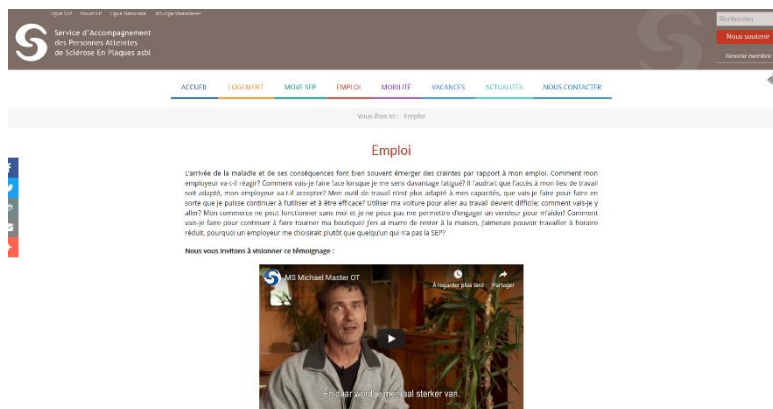 Ligue SEP Move SEP Ligue Nationale MS-Liga Vlaanderen
Service d'Accompagnement
des Personnes Atteintes
de Sclérose En Plaques asbl
Rechercher
Nous soutenir
Devenir membre
ACCUEIL LOGEMENT MOVE SEP EMPLOI MOBILITÉ VACANCES ACTUALITÉS NOUS CONTACTER
Vous êtes ici : Emploi
Emploi
L'arrivée de la maladie et de ses conséquences font bien souvent émerger des craintes par rapport à mon emploi. Comment mon
employeur va-t-il réagir? Comment vais-je faire face lorsque je me sens davantage fatigué? Il faudrait que l'accès à mon lieu de travail
soit adapté, mon employeur va-t-il accepter? Mon outil de travail n'est plus adapté à mes capacités, que vais-je faire pour faire en
sorte que je puisse continuer à l'utiliser et à être efficace? Utiliser ma voiture pour aller au travail devient difficile; comment vais-je y
aller? Mon commerce ne peut fonctionner sans moi et je ne peux pas me permettre d'engager un vendeur pour m'aider! Comment
vais-je faire pour continuer à faire tourner ma boutique? J'en ai marre de rester à la maison, j'aimerais pouvoir travailler à horaire
réduit, pourquoi un employeur me choisirait plutôt que quelqu'un qui n'a pas la SEP?
Nous vous invitons à visionner ce témoignage :
MS Michael Master OT
À regarder plus tard Partager
En daar word je mentaal sterker van.